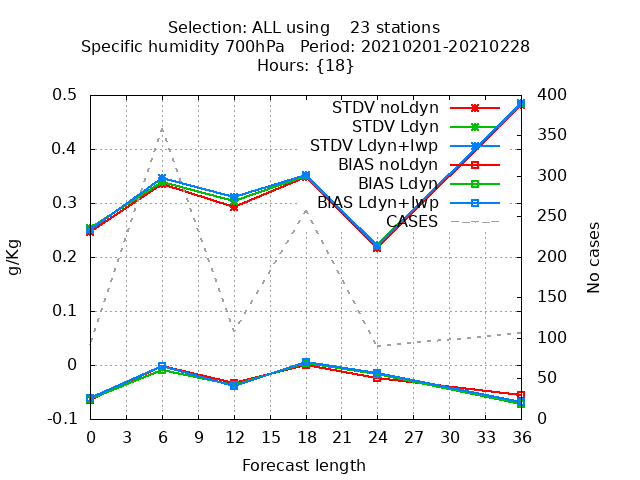 Selection: ALL using    23 stations
Specific humidity 700hPa   Period: 20210201-20210228
Hours: {18}
STDV noLdyn
STDV Ldyn
STDV Ldyn+lwp
BIAS noLdyn
BIAS Ldyn
BIAS Ldyn+lwp
CASES
g/Kg
0.5
0.4
0.3
0.2
0.1
0
-0.1
No cases
400
350
300
250
200
150
100
50
0
0 3 6 9 12 15 18 21 24 27 30 33 36
Forecast length